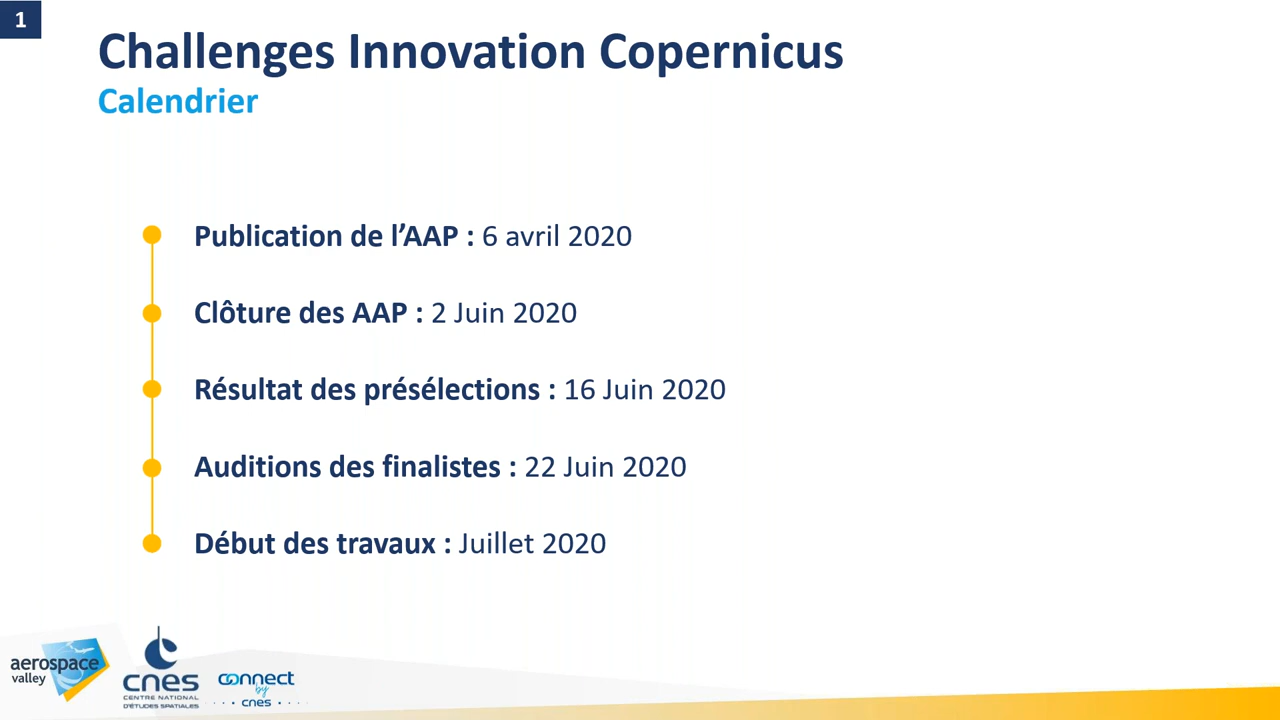 1
Challenges Innovation Copernicus
Calendrier
Publication de l’AAP : 6 avril 2020
Clôture des AAP : 2 Juin 2020
Résultat des présélections : 16 Juin 2020
Auditions des finalistes : 22 Juin 2020
Début des travaux : Juillet 2020
aerospace
valley
cnes
CENTRE NATIONAL
D'ÉTUDES SPATIALES
connect
by
cnes